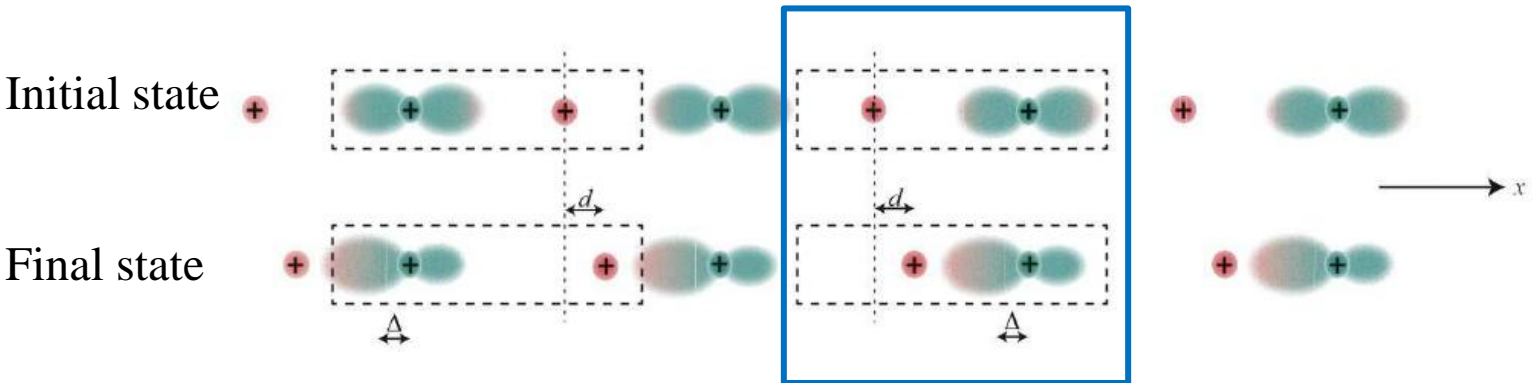 Initial state + + + + + + + +
d d
x
Final state + + + + + + + +
Δ Δ